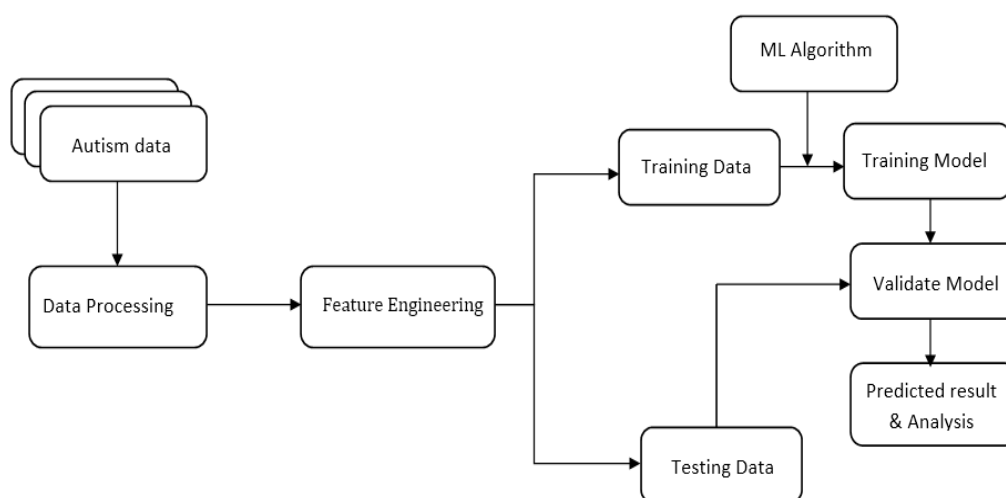 ML Algorithm
Autism data
Training Data
Training Model
Data Processing
Feature Engineering
Validate Model
Predicted result
& Analysis
Testing Data